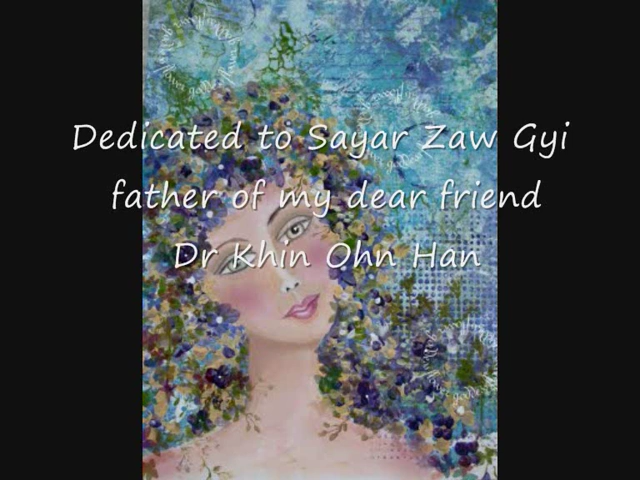 Dedicated to Sayar Zaw Gyi
father of my dear friend
Dr Khin Ohn Han